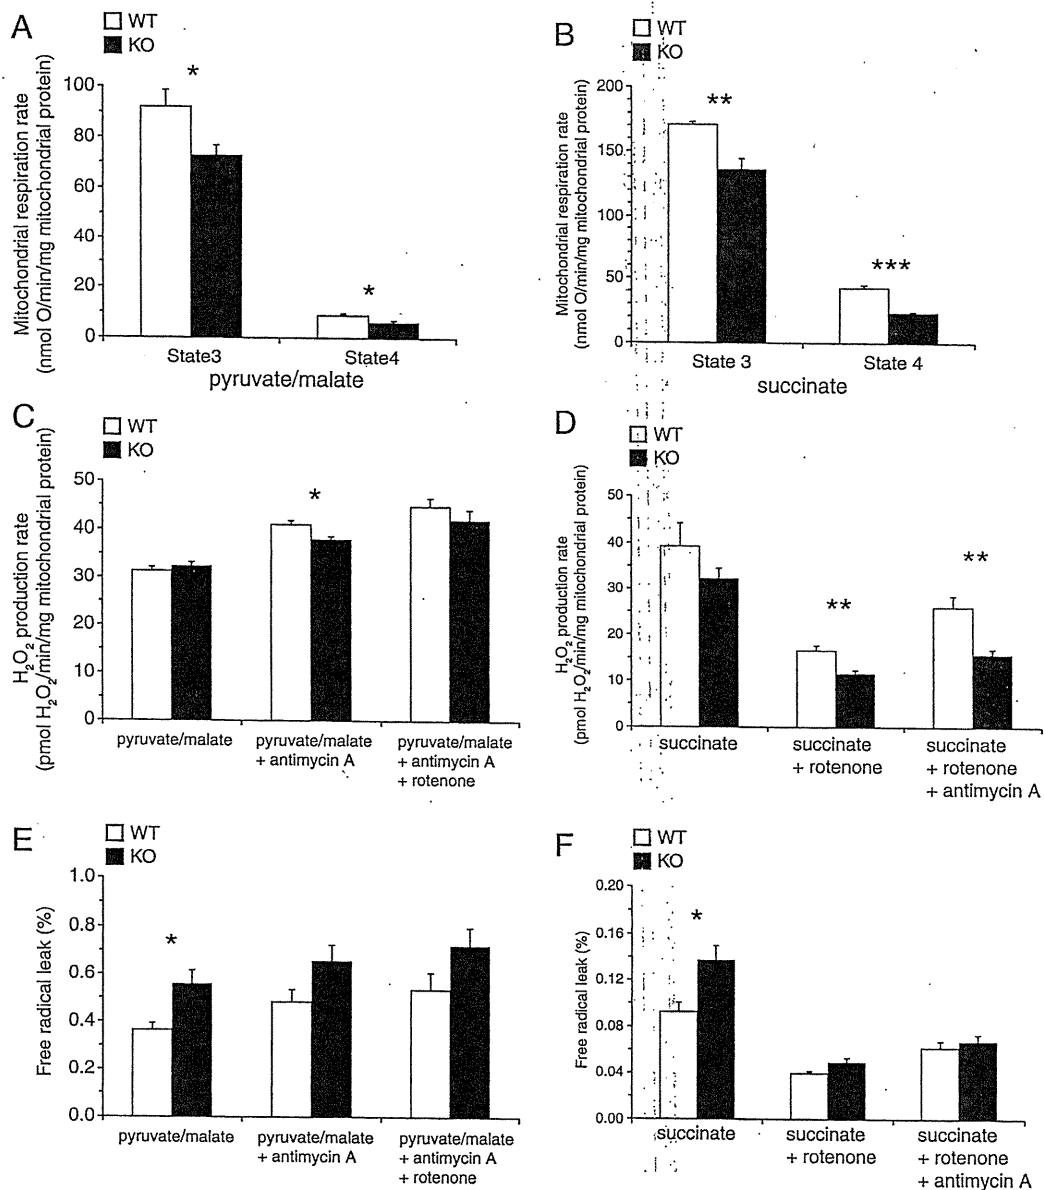 A
WT
KO
Mitochondrial respiration rate
(nmol O/min/mg mitochondrial protein)
100
80
60
40
20
0
*
*
State3
State4
pyruvate/malate
B
WT
KO
Mitochondrial respiration rate
(nmol O/min/mg mitochondrial protein)
200
150
100
50
0
**
***
State 3
State 4
succinate
C
WT
KO
H₂O₂ production rate
(pmol H₂O₂/min/mg mitochondrial protein)
50
40
30
20
10
0
*
pyruvate/malate
pyruvate/malate
+ antimycin A
pyruvate/malate
+ antimycin A
+ rotenone
D
WT
KO
H₂O₂ production rate
(pmol H₂O₂/min/mg mitochondrial protein)
50
40
30
20
10
0
**
**
succinate
succinate
+ rotenone
succinate
+ rotenone
+ antimycin A
E
WT
KO
Free radical leak (%)
1.0
0.8
0.6
0.4
0.2
0.0
*
pyruvate/malate
pyruvate/malate
+ antimycin A
pyruvate/malate
+ antimycin A
+ rotenone
F
WT
KO
Free radical leak (%)
0.20
0.16
0.12
0.08
0.04
0.00
*
succinate
succinate
+ rotenone
succinate
+ rotenone
+ antimycin A